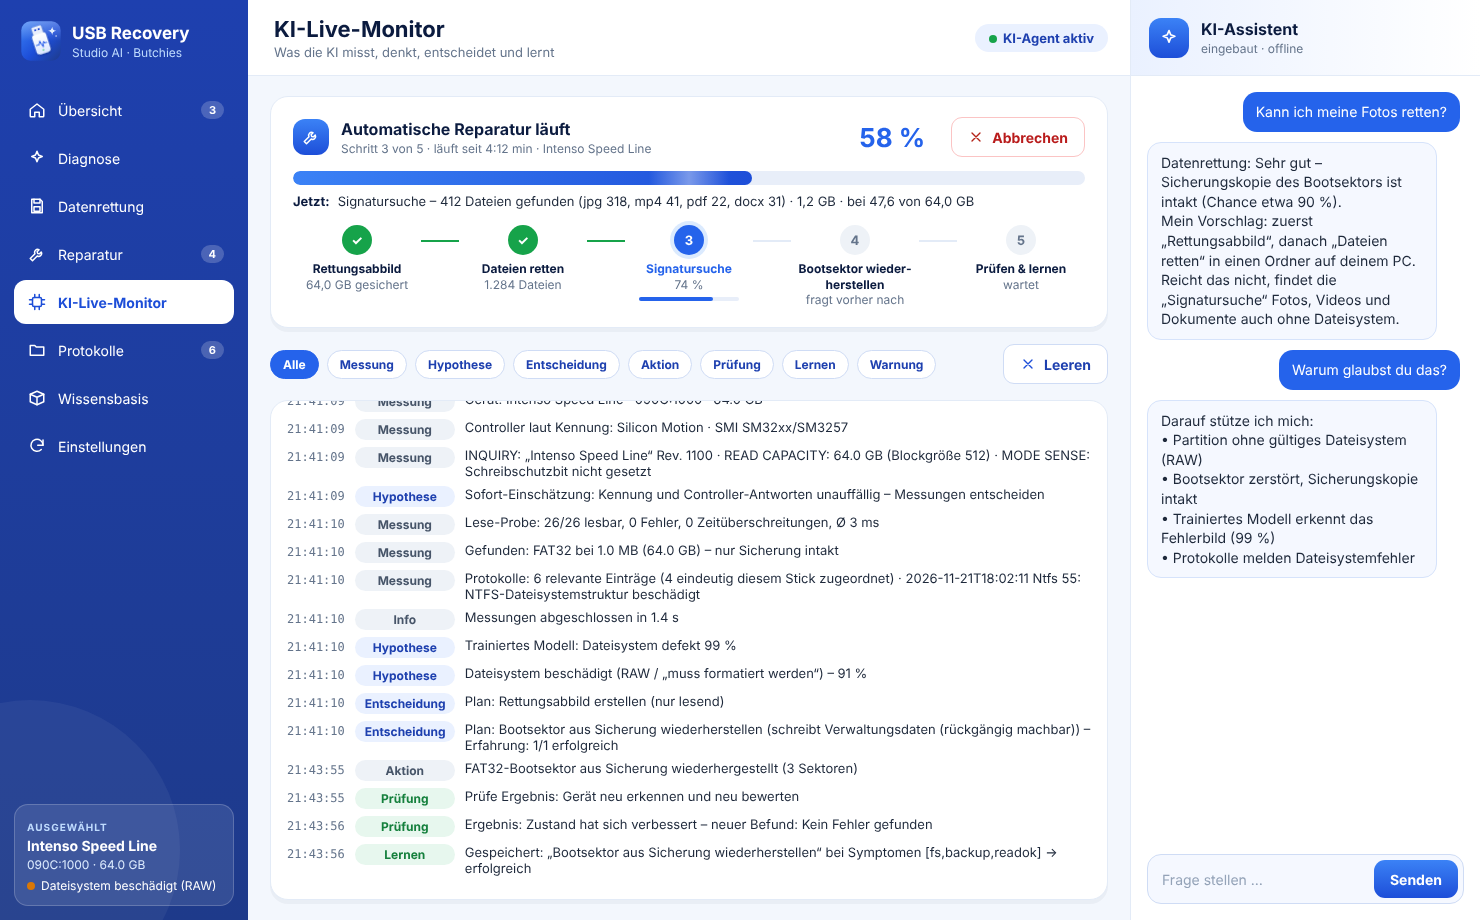 USB Recovery
Studio AI · Butchies
Übersicht
3
Diagnose
Datenrettung
Reparatur
4
KI-Live-Monitor
Protokolle
6
Wissensbasis
Einstellungen
AUSGEWÄHLT
Intenso Speed Line
090C:1000 · 64.0 GB
Dateisystem beschädigt (RAW)
KI-Live-Monitor
Was die KI misst, denkt, entscheidet und lernt
KI-Agent aktiv
Automatische Reparatur läuft
Schritt 3 von 5 · läuft seit 4:12 min · Intenso Speed Line
58 %
Abbrechen
Jetzt: Signatursuche – 412 Dateien gefunden (jpg 318, mp4 41, pdf 22, docx 31) · 1,2 GB · bei 47,6 von 64,0 GB
Rettungsabbild
64,0 GB gesichert
Dateien retten
1.284 Dateien
3
Signatursuche
74 %
4
Bootsektor wieder-
herstellen
fragt vorher nach
5
Prüfen & lernen
wartet
Alle
Messung
Hypothese
Entscheidung
Aktion
Prüfung
Lernen
Warnung
Leeren
21:41:09 Messung Gerät: Intenso Speed Line · 090C:1000 · 64.0 GB
21:41:09 Messung Controller laut Kennung: Silicon Motion · SMI SM32xx/SM3257
21:41:09 Messung INQUIRY: „Intenso Speed Line“ Rev. 1100 · READ CAPACITY: 64.0 GB (Blockgröße 512) · MODE SENSE:
Schreibschutzbit nicht gesetzt
21:41:09 Hypothese Sofort-Einschätzung: Kennung und Controller-Antworten unauffällig – Messungen entscheiden
21:41:10 Messung Lese-Probe: 26/26 lesbar, 0 Fehler, 0 Zeitüberschreitungen, Ø 3 ms
21:41:10 Messung Gefunden: FAT32 bei 1.0 MB (64.0 GB) – nur Sicherung intakt
21:41:10 Messung Protokolle: 6 relevante Einträge (4 eindeutig diesem Stick zugeordnet) · 2026-11-21T18:02:11 Ntfs 55:
NTFS-Dateisystemstruktur beschädigt
21:41:10 Info Messungen abgeschlossen in 1.4 s
21:41:10 Hypothese Trainiertes Modell: Dateisystem defekt 99 %
21:41:10 Hypothese Dateisystem beschädigt (RAW / „muss formatiert werden“) – 91 %
21:41:10 Entscheidung Plan: Rettungsabbild erstellen (nur lesend)
21:41:10 Entscheidung Plan: Bootsektor aus Sicherung wiederherstellen (schreibt Verwaltungsdaten (rückgängig machbar)) –
Erfahrung: 1/1 erfolgreich
21:43:55 Aktion FAT32-Bootsektor aus Sicherung wiederhergestellt (3 Sektoren)
21:43:55 Prüfung Prüfe Ergebnis: Gerät neu erkennen und neu bewerten
21:43:56 Prüfung Ergebnis: Zustand hat sich verbessert – neuer Befund: Kein Fehler gefunden
21:43:56 Lernen Gespeichert: „Bootsektor aus Sicherung wiederherstellen“ bei Symptomen [fs,backup,readok] →
erfolgreich
KI-Assistent
eingebaut · offline
Kann ich meine Fotos retten?
Datenrettung: Sehr gut –
Sicherungskopie des Bootsektors ist
intakt (Chance etwa 90 %).
Mein Vorschlag: zuerst
„Rettungsabbild“, danach „Dateien
retten“ in einen Ordner auf deinem PC.
Reicht das nicht, findet die
„Signatursuche“ Fotos, Videos und
Dokumente auch ohne Dateisystem.
Warum glaubst du das?
Darauf stütze ich mich:
• Partition ohne gültiges Dateisystem
(RAW)
• Bootsektor zerstört, Sicherungskopie
intakt
• Trainiertes Modell erkennt das
Fehlerbild (99 %)
• Protokolle melden Dateisystemfehler
Frage stellen ...
Senden